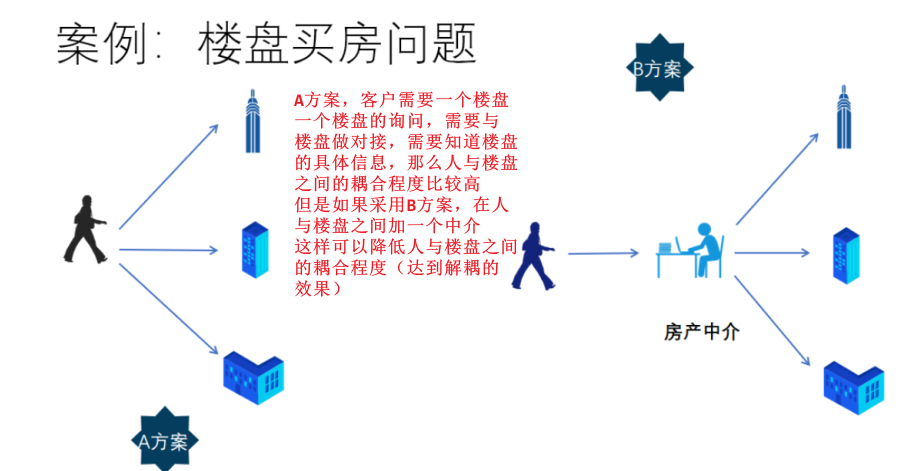 案例：楼盘买房问题
B方案
A方案，客户需要一个楼盘
一个楼盘的询问，需要与
楼盘做对接，需要知道楼盘
的具体信息，那么人与楼盘
之间的耦合程度比较高
但是如果采用B方案，在人
与楼盘之间加一个中介
这样可以降低人与楼盘之间
的耦合程度（达到解耦的
效果）
房产中介
A方案